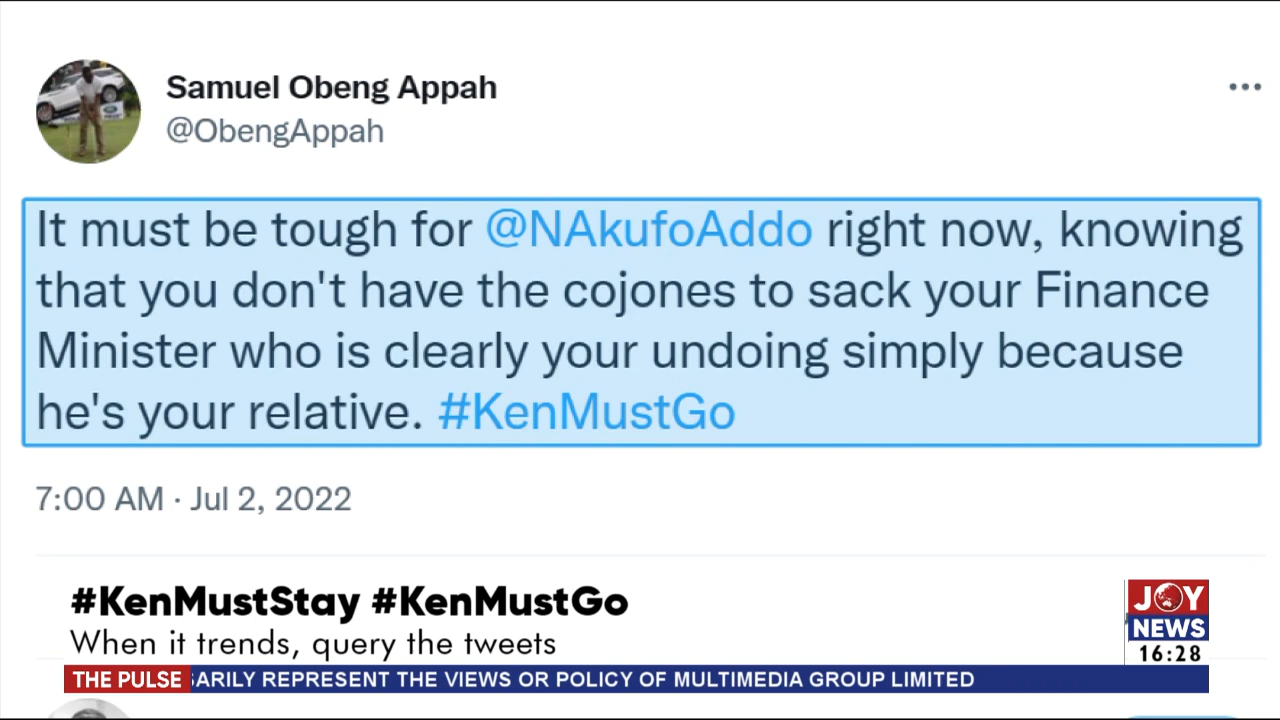 Samuel Obeng Appah
@ObengAppah
It must be tough for @NAkufoAddo right now, knowing
that you don't have the cojones to sack your Finance
Minister who is clearly your undoing simply because
he's your relative. #KenMustGo
7:00 AM · Jul 2, 2022
#KenMustStay #KenMustGo
When it trends, query the tweets
JOY
NEWS
16:28
THE PULSE SARILY REPRESENT THE VIEWS OR POLICY OF MULTIMEDIA GROUP LIMITED